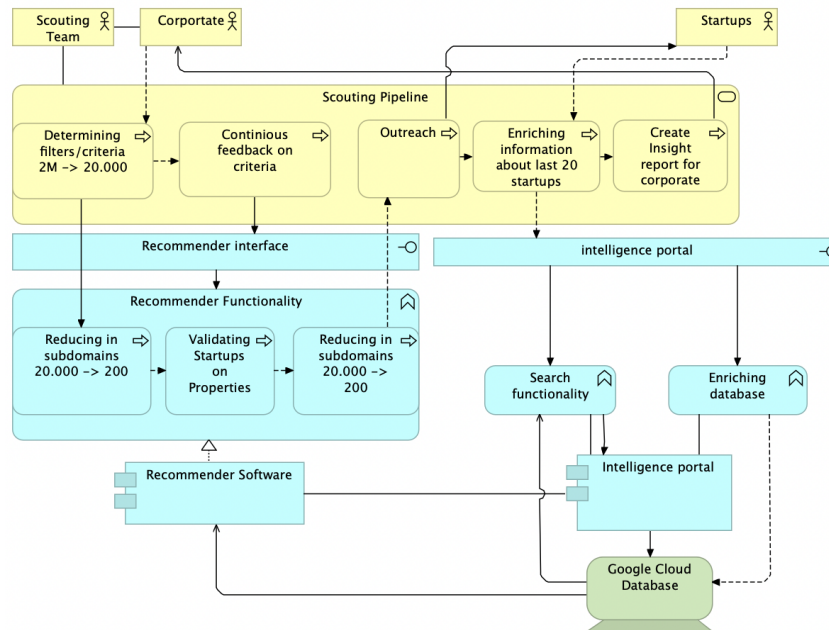 Scouting
Team
Corportate
Startups
Scouting Pipeline
Determining
filters/criteria
2M -> 20.000
Continious
feedback on
criteria
Outreach
Enriching
information
about last 20
startups
Create
Insight
report for
corporate
Recommender interface
intelligence portal
Recommender Functionality
Reducing in
subdomains
20.000 -> 200
Validating
Startups
on
Properties
Reducing in
subdomains
20.000 ->
200
Search
functionality
Enriching
database
Recommender Software
Intelligence portal
Google Cloud
Database